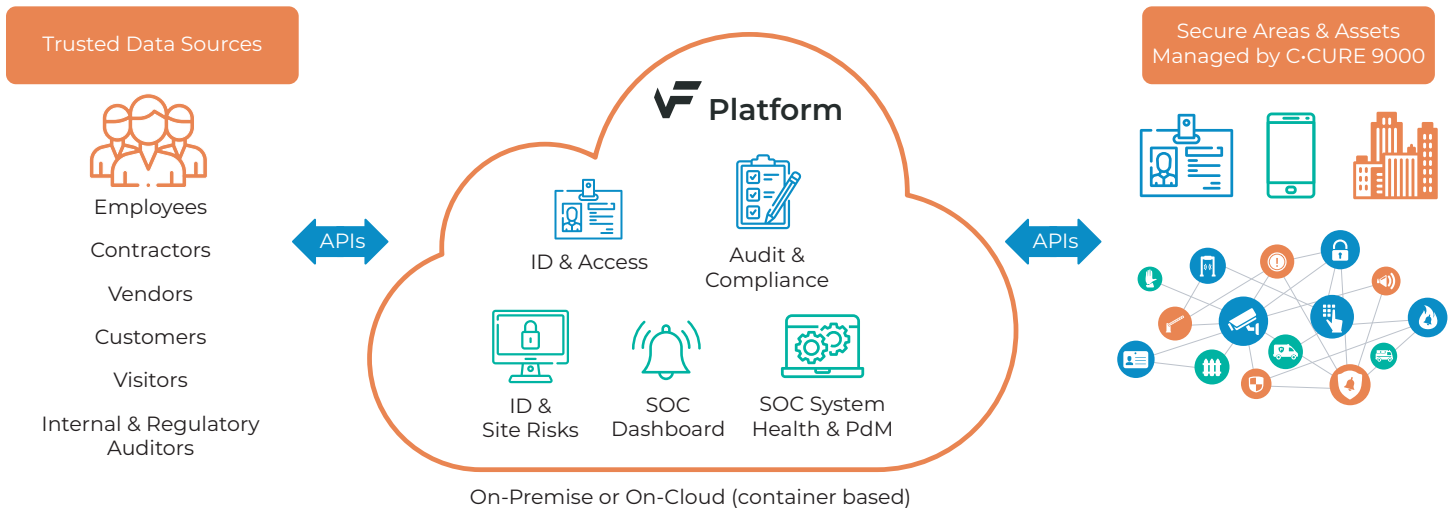 Trusted Data Sources
Employees
Contractors
Vendors
Customers
Visitors
Internal & Regulatory
Auditors
APIs
VF Platform
ID & Access
Audit &
Compliance
ID &
Site Risks
SOC
Dashboard
SOC System
Health & PdM
On-Premise or On-Cloud (container based)
APIs
Secure Areas & Assets
Managed by C•CURE 9000